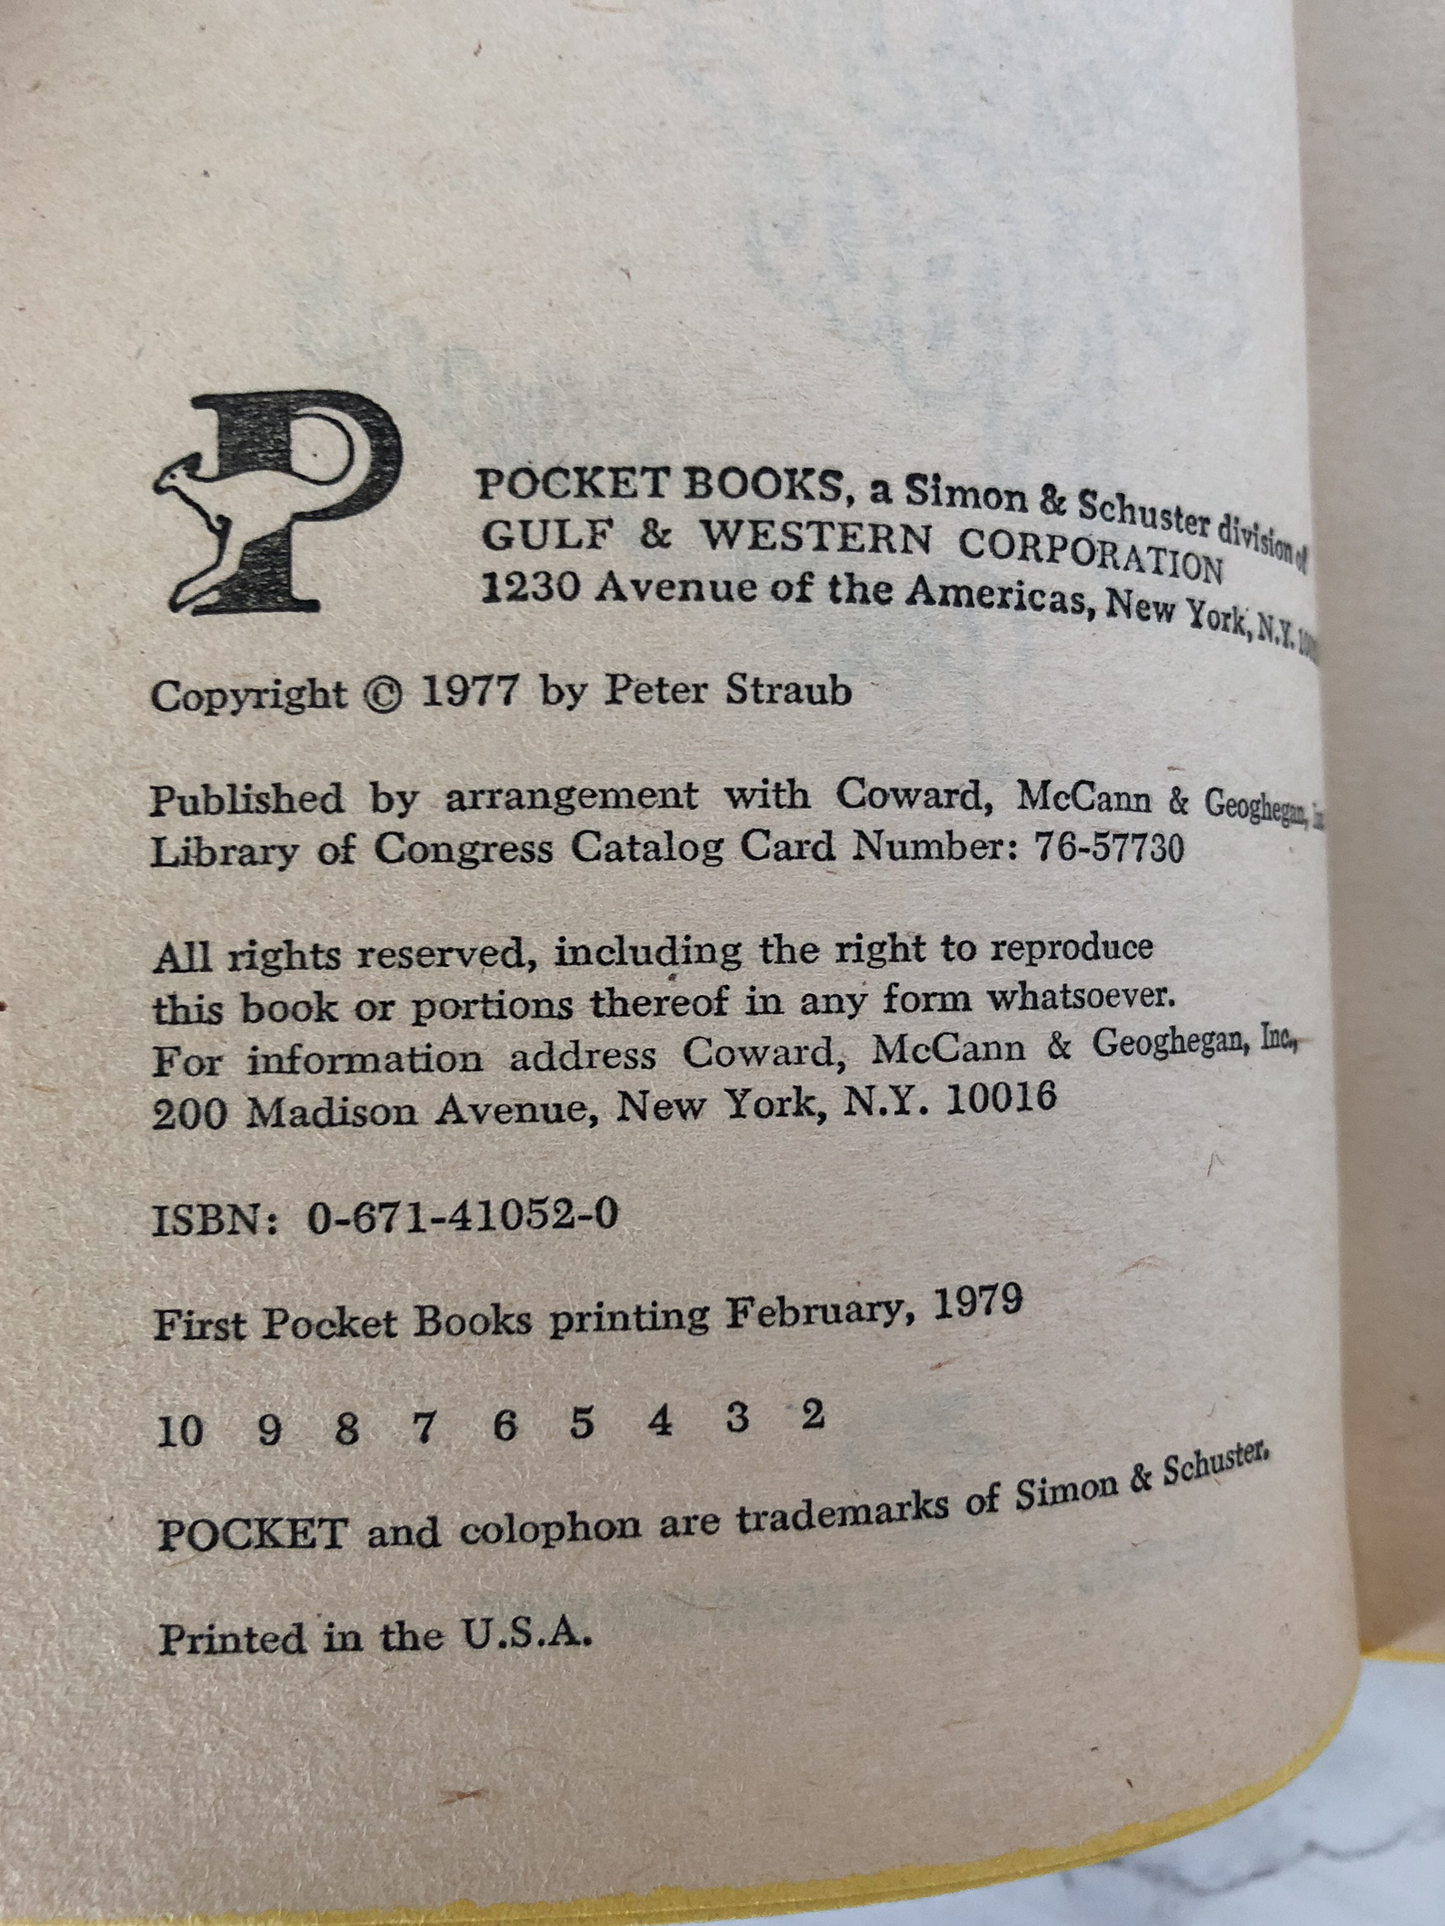 P
POCKET BOOKS, a Simon & Schuster division of
GULF & WESTERN CORPORATION
1230 Avenue of the Americas, New York, N.Y.
Copyright © 1977 by Peter Straub
Published by arrangement with Coward, McCann & Geoghegan,
Library of Congress Catalog Card Number: 76-57730
All rights reserved, including the right to reproduce
this book or portions thereof in any form whatsoever.
For information address Coward, McCann & Geoghegan, Inc.,
200 Madison Avenue, New York, N.Y. 10016
ISBN: 0-671-41052-0
First Pocket Books printing February, 1979
10 9 8 7 6 5 4 3 2
POCKET and colophon are trademarks of Simon & Schuster.
Printed in the U.S.A.